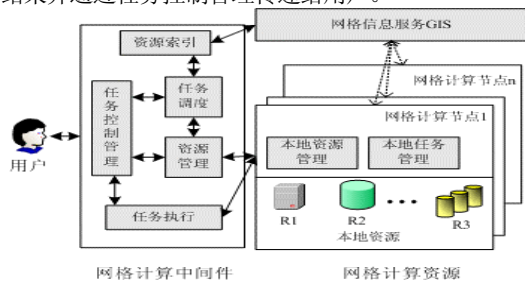 结果并通过任务控制管理传递给用户。
资源索引
网格信息服务GIS
网格计算节点n
任务控制管理
任务调度
网格计算节点1
资源管理
本地资源管理
本地任务管理
用户
任务执行
R1
R2
R3
本地资源
网格计算中间件
网格计算资源